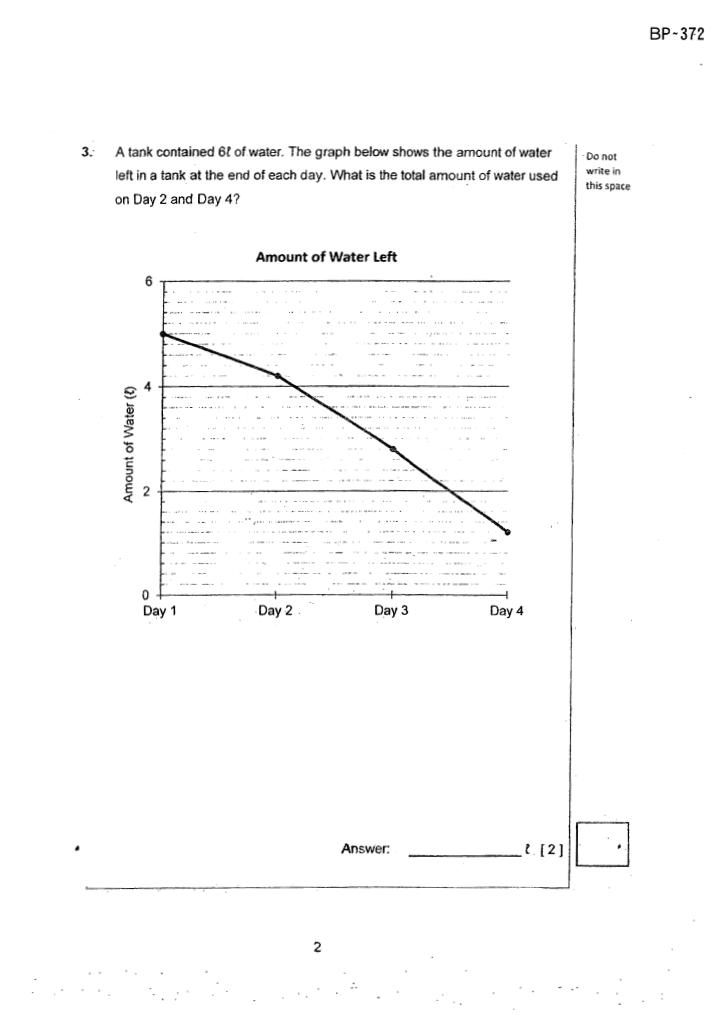 BP-372
3. A tank contained 6ℓ of water. The graph below shows the amount of water
left in a tank at the end of each day. What is the total amount of water used
on Day 2 and Day 4?
Do not
write in
this space
Amount of Water Left
Amount of Water (ℓ)
6
4
2
0
Day 1 Day 2 Day 3 Day 4
Answer: ____________ ℓ [2]
2